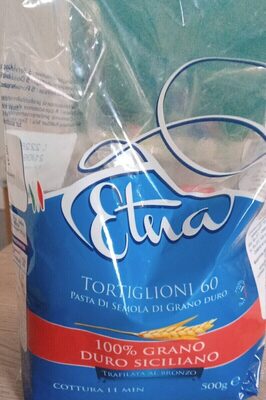 Etna
TORTIGLIONI 60
PASTA DI SEMOLA DI GRANO DURO
100% GRANO
DURO SICILIANO
TRAFILATA AL BRONZO
COTTURA 11 MIN
500g e